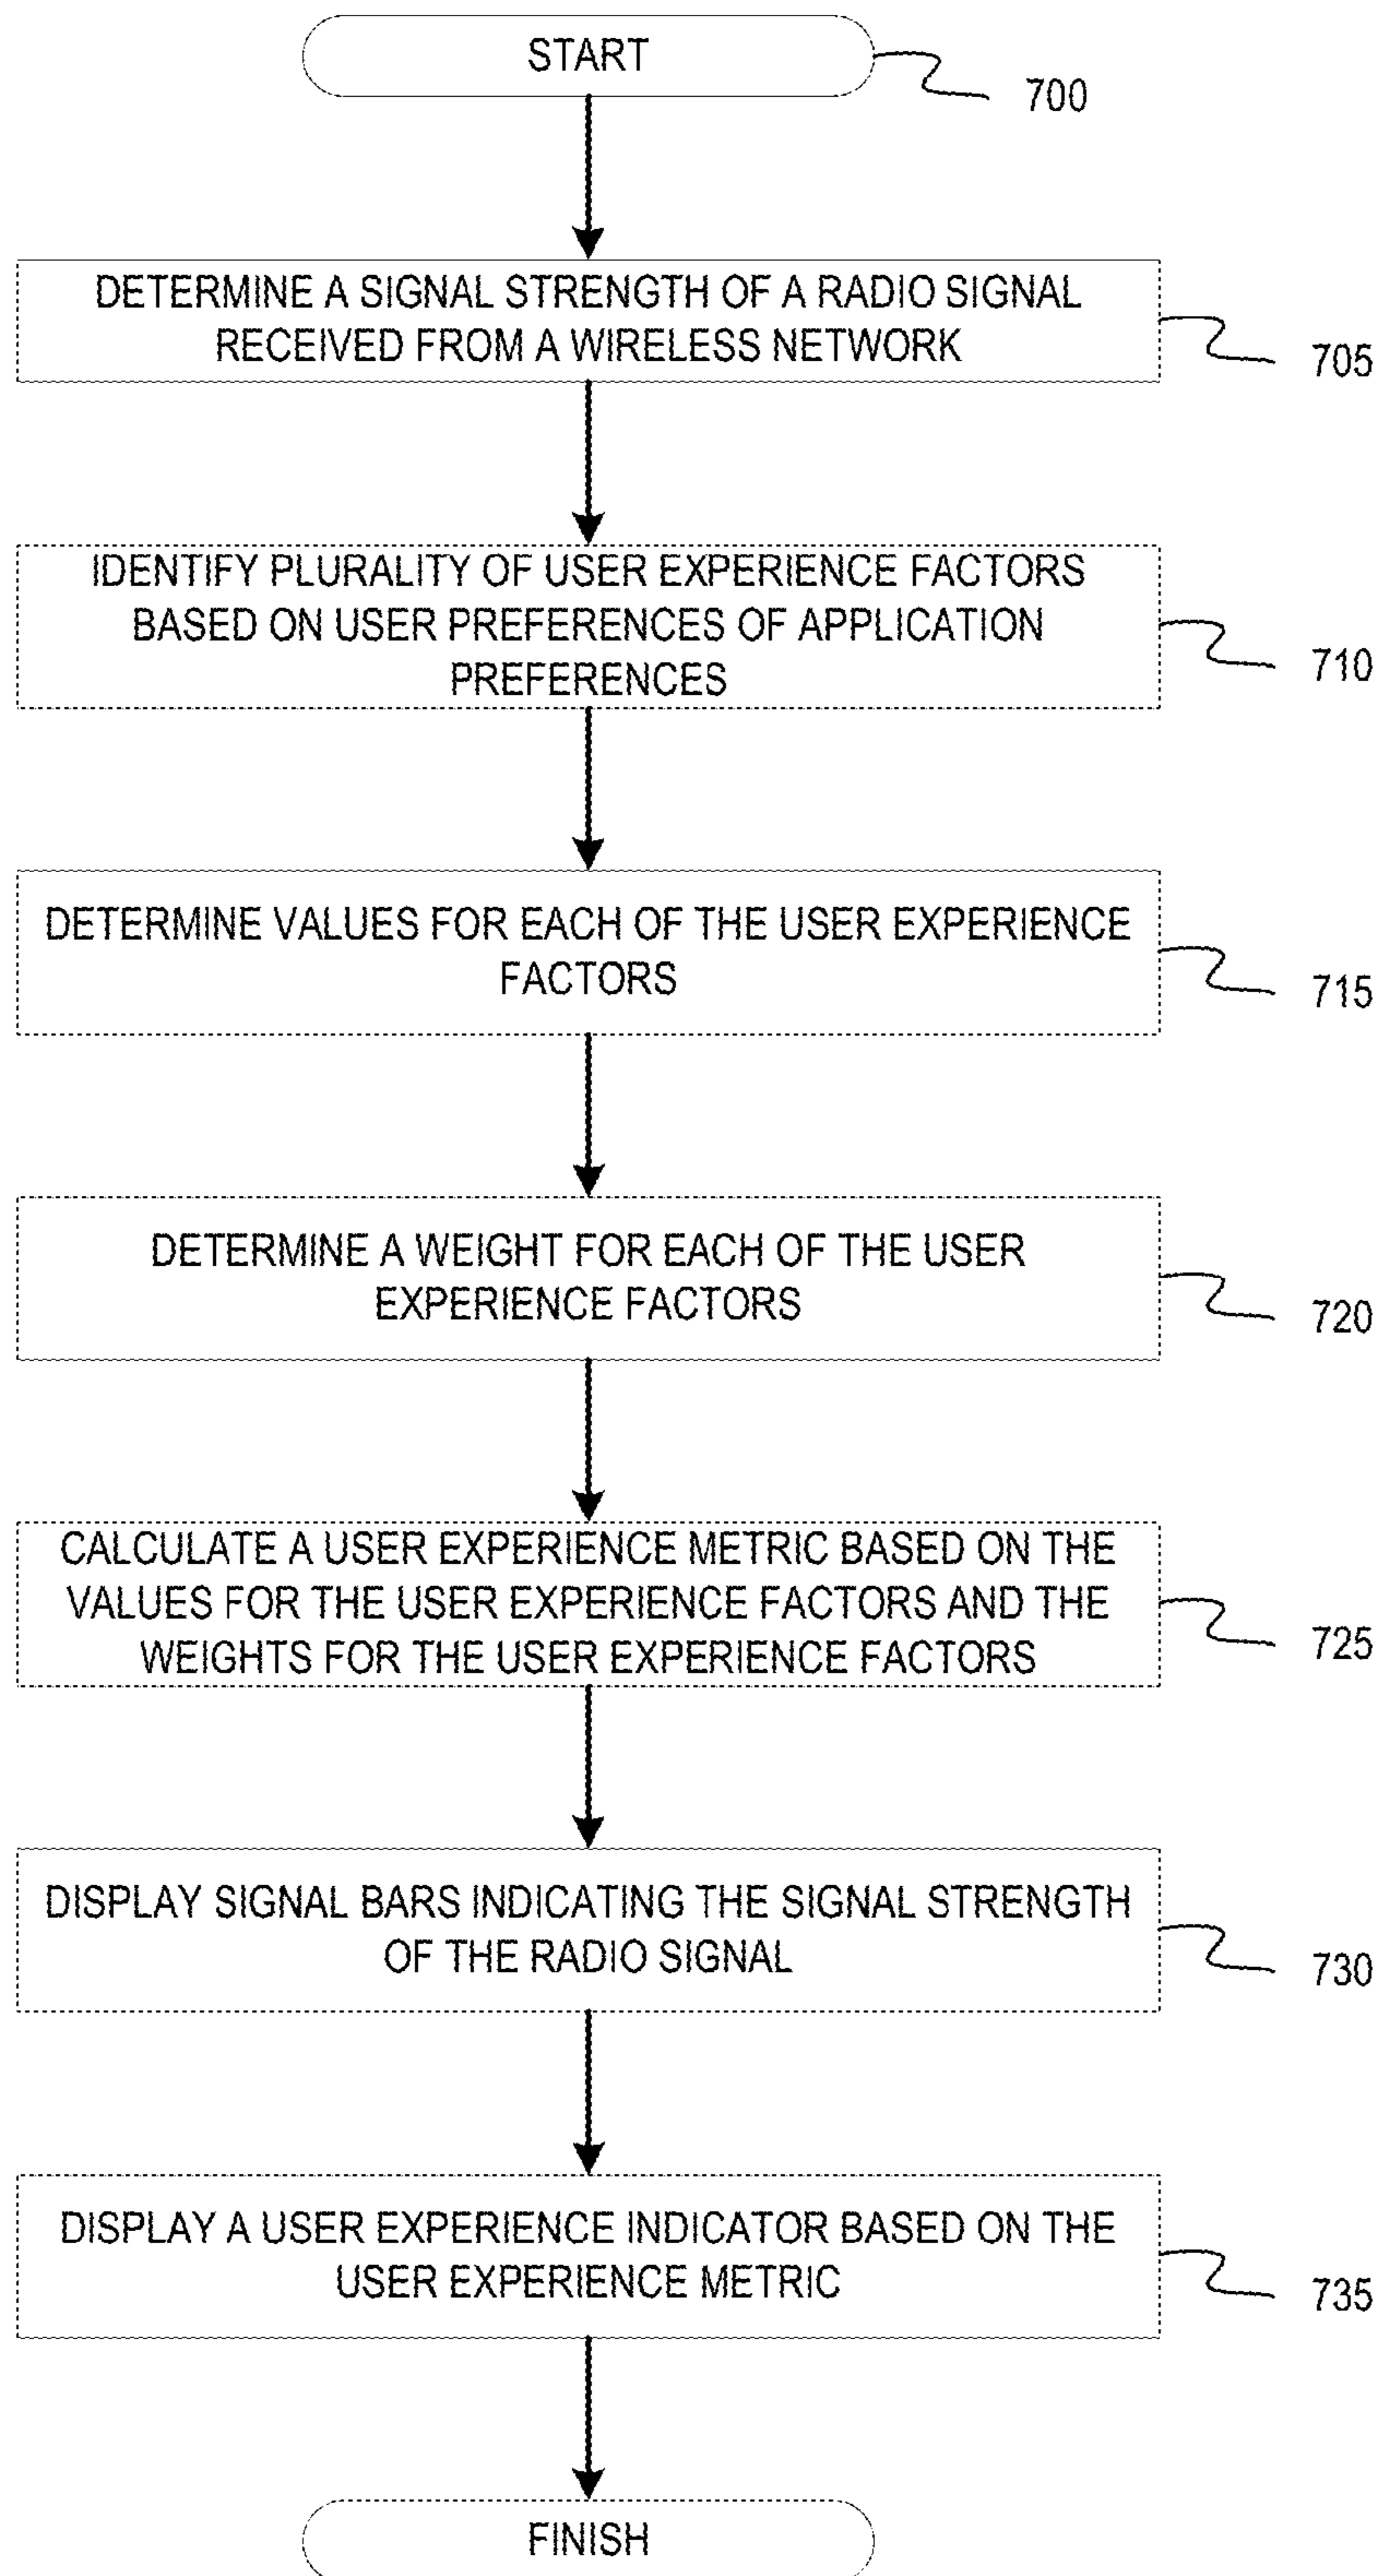 START
700
DETERMINE A SIGNAL STRENGTH OF A RADIO SIGNAL
RECEIVED FROM A WIRELESS NETWORK
705
IDENTIFY PLURALITY OF USER EXPERIENCE FACTORS
BASED ON USER PREFERENCES OF APPLICATION
PREFERENCES
710
DETERMINE VALUES FOR EACH OF THE USER EXPERIENCE
FACTORS
715
DETERMINE A WEIGHT FOR EACH OF THE USER
EXPERIENCE FACTORS
720
CALCULATE A USER EXPERIENCE METRIC BASED ON THE
VALUES FOR THE USER EXPERIENCE FACTORS AND THE
WEIGHTS FOR THE USER EXPERIENCE FACTORS
725
DISPLAY SIGNAL BARS INDICATING THE SIGNAL STRENGTH
OF THE RADIO SIGNAL
730
DISPLAY A USER EXPERIENCE INDICATOR BASED ON THE
USER EXPERIENCE METRIC
735
FINISH